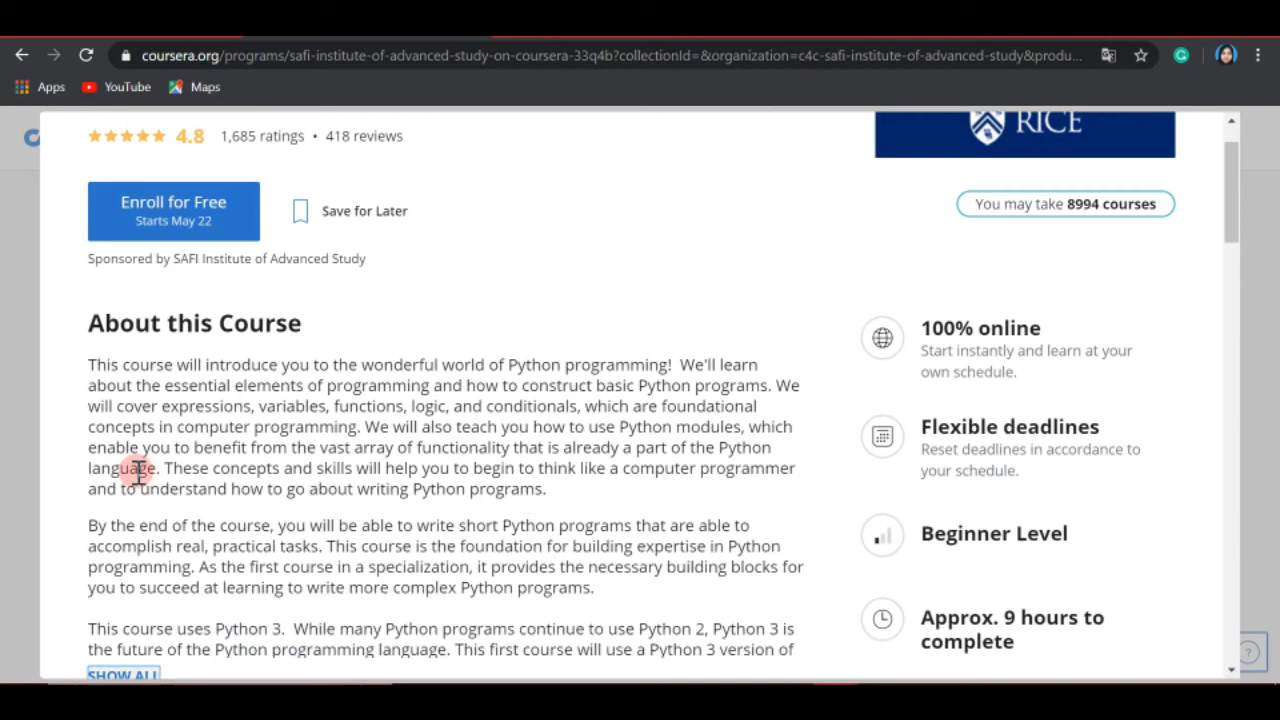 coursera.org/programs/safi-institute-of-advanced-study-on-coursera-33q4b?collectionId=&organization=c4c-safi-institute-of-advanced-study&produ...
Apps YouTube Maps
RICE
4.8 1,685 ratings • 418 reviews
Enroll for Free
Starts May 22
Save for Later
You may take 8994 courses
Sponsored by SAFI Institute of Advanced Study
About this Course
This course will introduce you to the wonderful world of Python programming! We'll learn
about the essential elements of programming and how to construct basic Python programs. We
will cover expressions, variables, functions, logic, and conditionals, which are foundational
concepts in computer programming. We will also teach you how to use Python modules, which
enable you to benefit from the vast array of functionality that is already a part of the Python
language. These concepts and skills will help you to begin to think like a computer programmer
and to understand how to go about writing Python programs.
By the end of the course, you will be able to write short Python programs that are able to
accomplish real, practical tasks. This course is the foundation for building expertise in Python
programming. As the first course in a specialization, it provides the necessary building blocks for
you to succeed at learning to write more complex Python programs.
This course uses Python 3. While many Python programs continue to use Python 2, Python 3 is
the future of the Python programming language. This first course will use a Python 3 version of
SHOW ALL
100% online
Start instantly and learn at your
own schedule.
Flexible deadlines
Reset deadlines in accordance to
your schedule.
Beginner Level
Approx. 9 hours to
complete